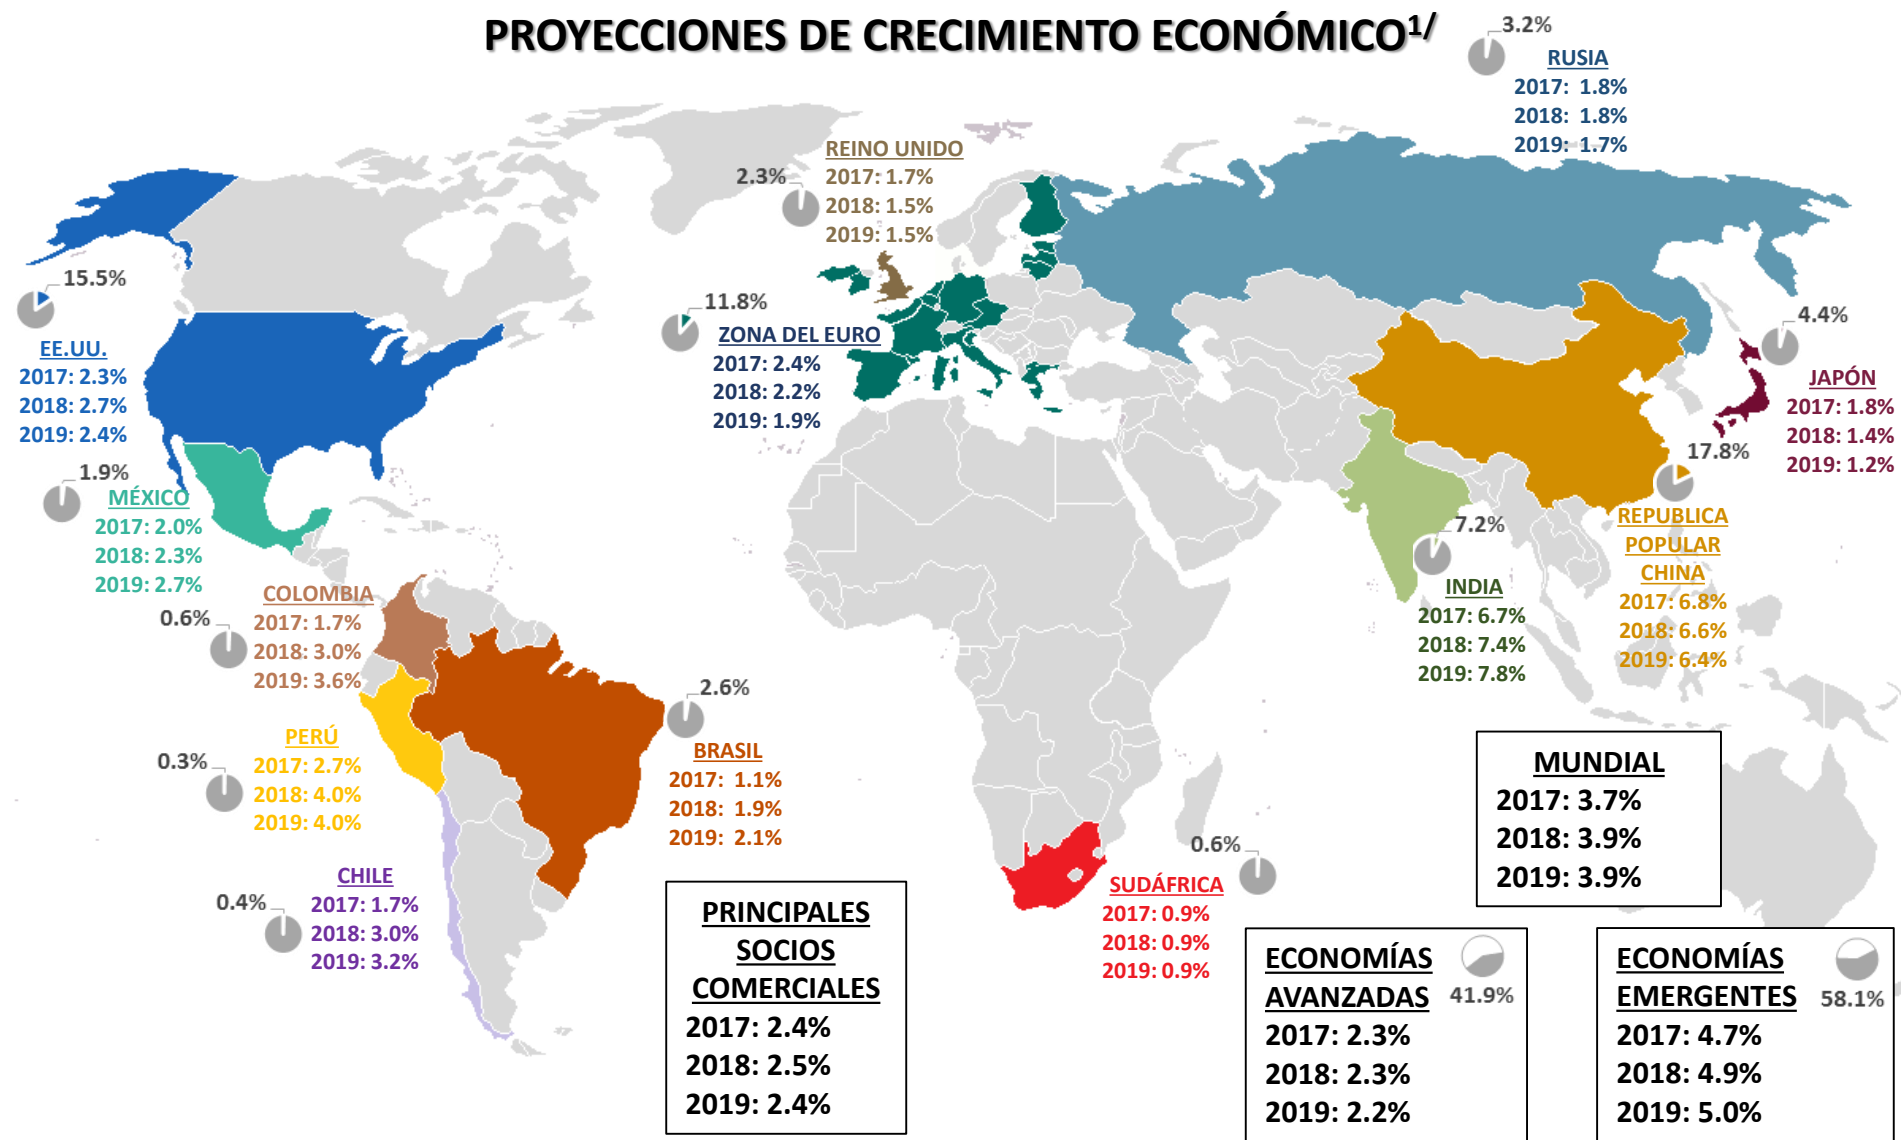 PROYECCIONES DE CRECIMIENTO ECONÓMICO1/
3.2%
RUSIA
2017: 1.8%
2018: 1.8%
2019: 1.7%
2.3%
REINO UNIDO
2017: 1.7%
2018: 1.5%
2019: 1.5%
15.5%
EE.UU.
2017: 2.3%
2018: 2.7%
2019: 2.4%
11.8%
ZONA DEL EURO
2017: 2.4%
2018: 2.2%
2019: 1.9%
4.4%
JAPÓN
2017: 1.8%
2018: 1.4%
2019: 1.2%
1.9%
MÉXICO
2017: 2.0%
2018: 2.3%
2019: 2.7%
17.8%
REPUBLICA
POPULAR
CHINA
2017: 6.8%
2018: 6.6%
2019: 6.4%
7.2%
INDIA
2017: 6.7%
2018: 7.4%
2019: 7.8%
0.6%
COLOMBIA
2017: 1.7%
2018: 3.0%
2019: 3.6%
2.6%
BRASIL
2017: 1.1%
2018: 1.9%
2019: 2.1%
0.3%
PERÚ
2017: 2.7%
2018: 4.0%
2019: 4.0%
0.4%
CHILE
2017: 1.7%
2018: 3.0%
2019: 3.2%
0.6%
SUDÁFRICA
2017: 0.9%
2018: 0.9%
2019: 0.9%
MUNDIAL
2017: 3.7%
2018: 3.9%
2019: 3.9%
PRINCIPALES
SOCIOS
COMERCIALES
2017: 2.4%
2018: 2.5%
2019: 2.4%
ECONOMÍAS
AVANZADAS
41.9%
2017: 2.3%
2018: 2.3%
2019: 2.2%
ECONOMÍAS
EMERGENTES
58.1%
2017: 4.7%
2018: 4.9%
2019: 5.0%